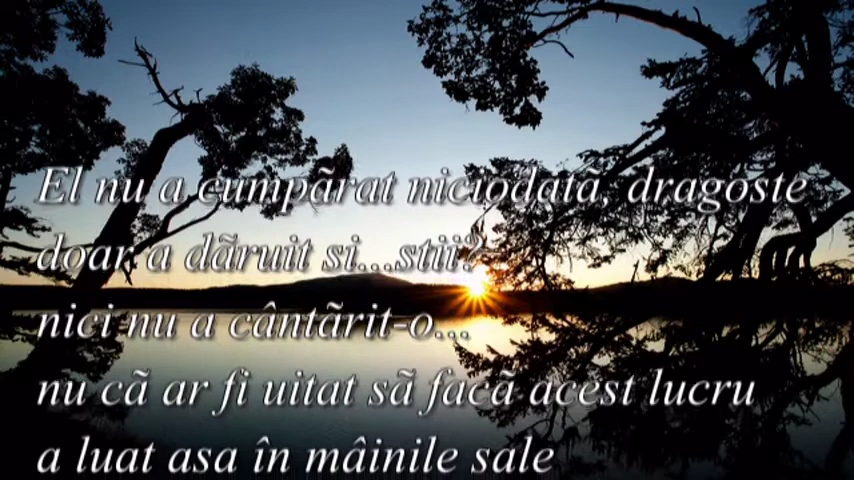 El nu a cumpãrat niciodatã, dragoste
doar a dãruit si...stii?
nici nu a cântãrit-o...
nu cã ar fi uitat sã facã acest lucru
a luat asa în mâinile sale